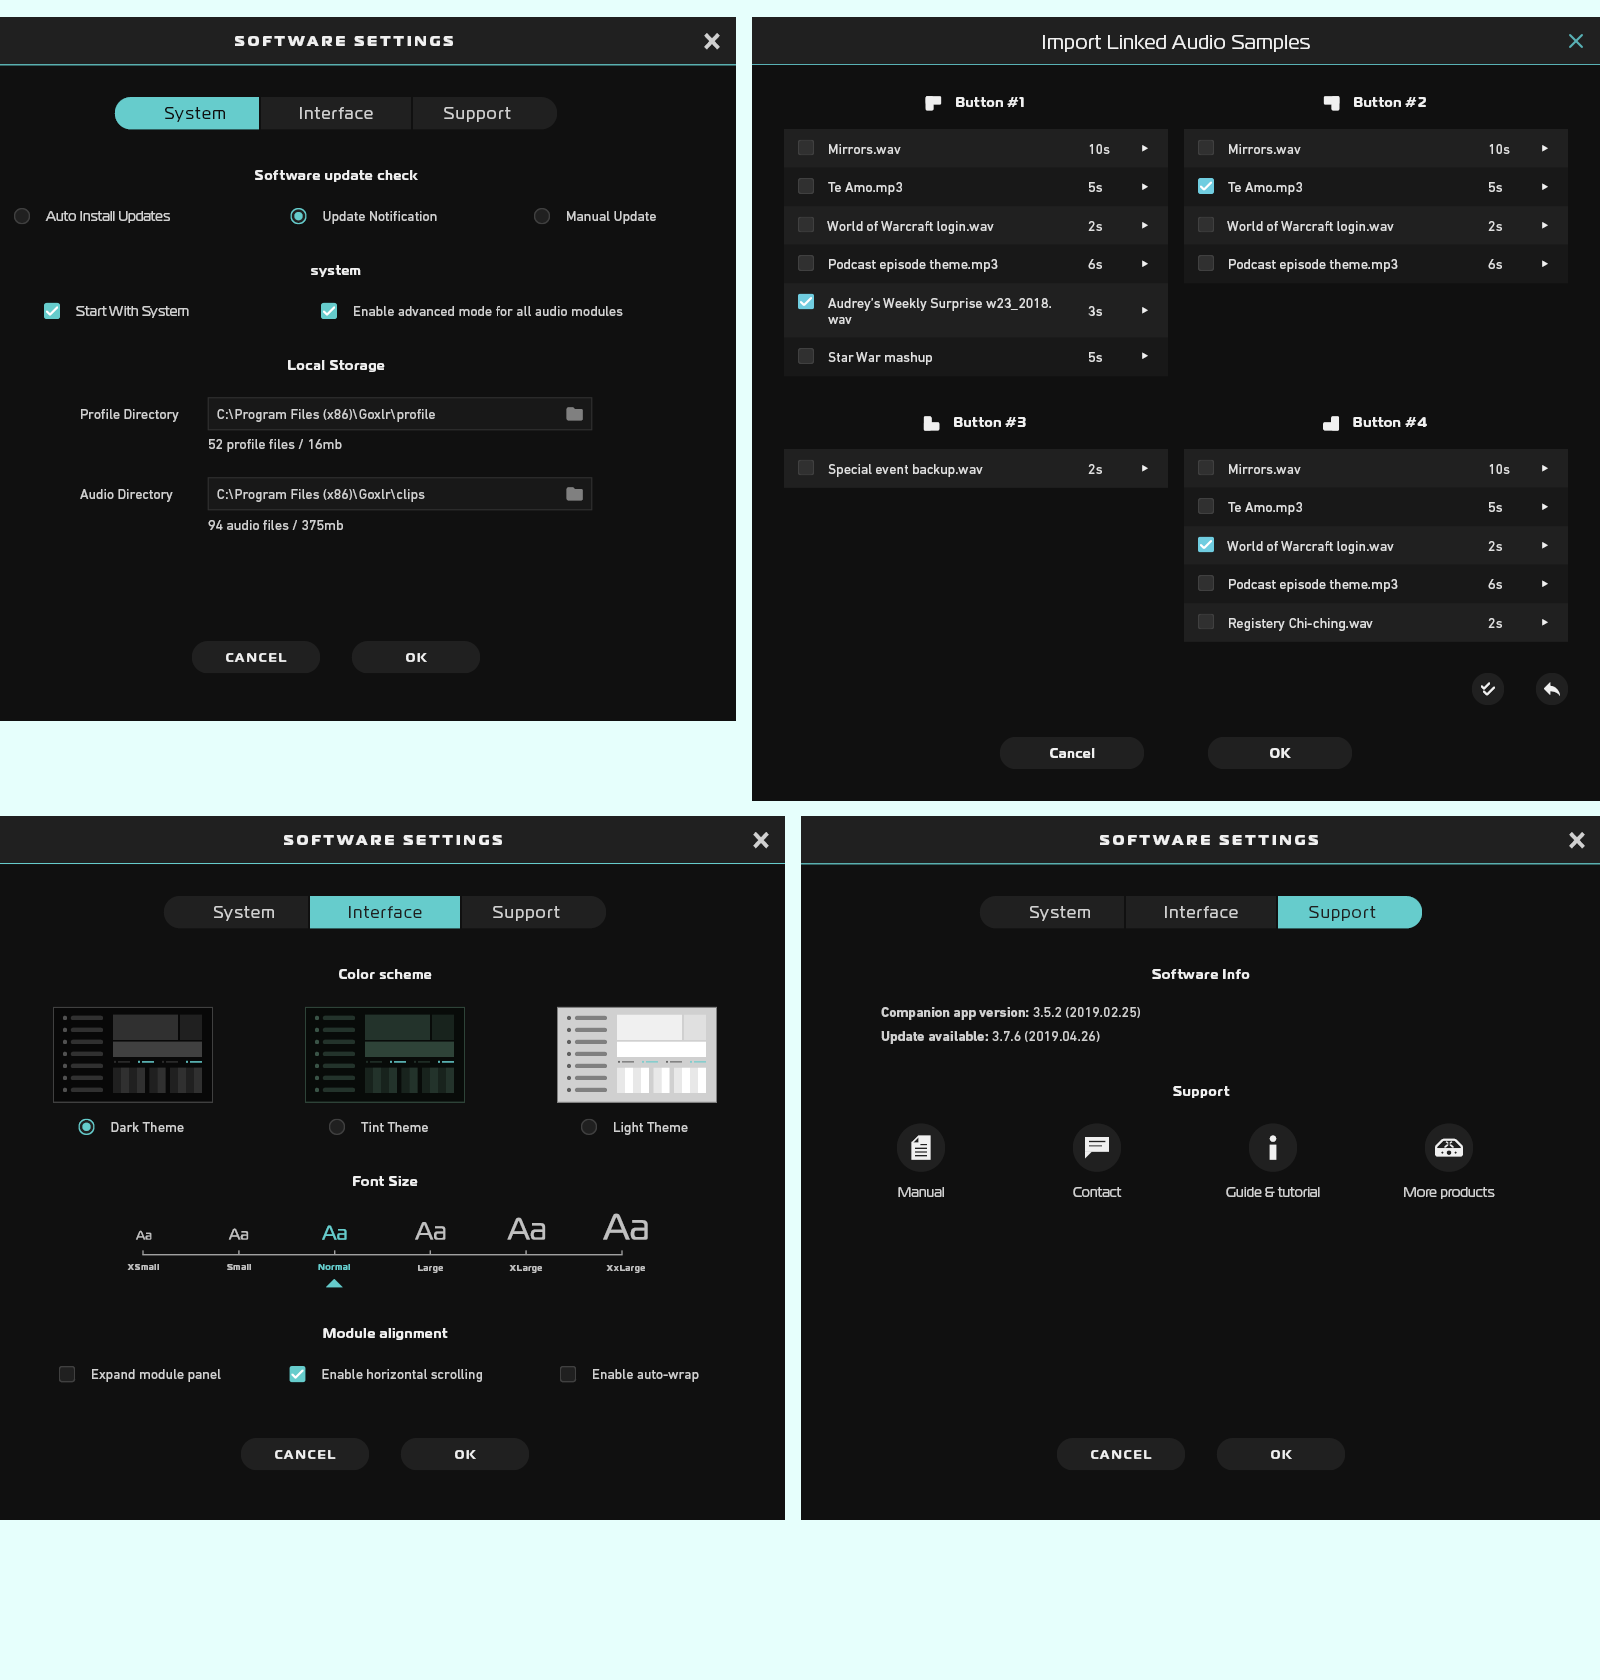 SOFTWARE SETTINGS
System
Interface
Support
Software update check
Auto Install Updates
Update Notification
Manual Update
system
Start With System
Enable advanced mode for all audio modules
Local Storage
Profile Directory
C:\Program Files (x86)\Goxlr\profile
52 profile files / 16mb
Audio Directory
C:\Program Files (x86)\Goxlr\clips
94 audio files / 375mb
CANCEL
OK
Import Linked Audio Samples
Button #1
Mirrors.wav 10s
Te Amo.mp3 5s
World of Warcraft login.wav 2s
Podcast episode theme.mp3 6s
Audrey's Weekly Surprise w23_2018.
wav 3s
Star War mashup 5s
Button #2
Mirrors.wav 10s
Te Amo.mp3 5s
World of Warcraft login.wav 2s
Podcast episode theme.mp3 6s
Button #3
Special event backup.wav 2s
Button #4
Mirrors.wav 10s
Te Amo.mp3 5s
World of Warcraft login.wav 2s
Podcast episode theme.mp3 6s
Registery Chi-ching.wav 2s
Cancel
OK
SOFTWARE SETTINGS
System
Interface
Support
Color scheme
Dark Theme
Tint Theme
Light Theme
Font Size
Aa Aa Aa Aa Aa Aa
XSmall Small Normal Large XLarge XxLarge
Module alignment
Expand module panel
Enable horizontal scrolling
Enable auto-wrap
CANCEL
OK
SOFTWARE SETTINGS
System
Interface
Support
Software Info
Companion app version: 3.5.2 (2019.02.25)
Update available: 3.7.6 (2019.04.26)
Support
Manual
Contact
Guide & tutorial
More products
CANCEL
OK